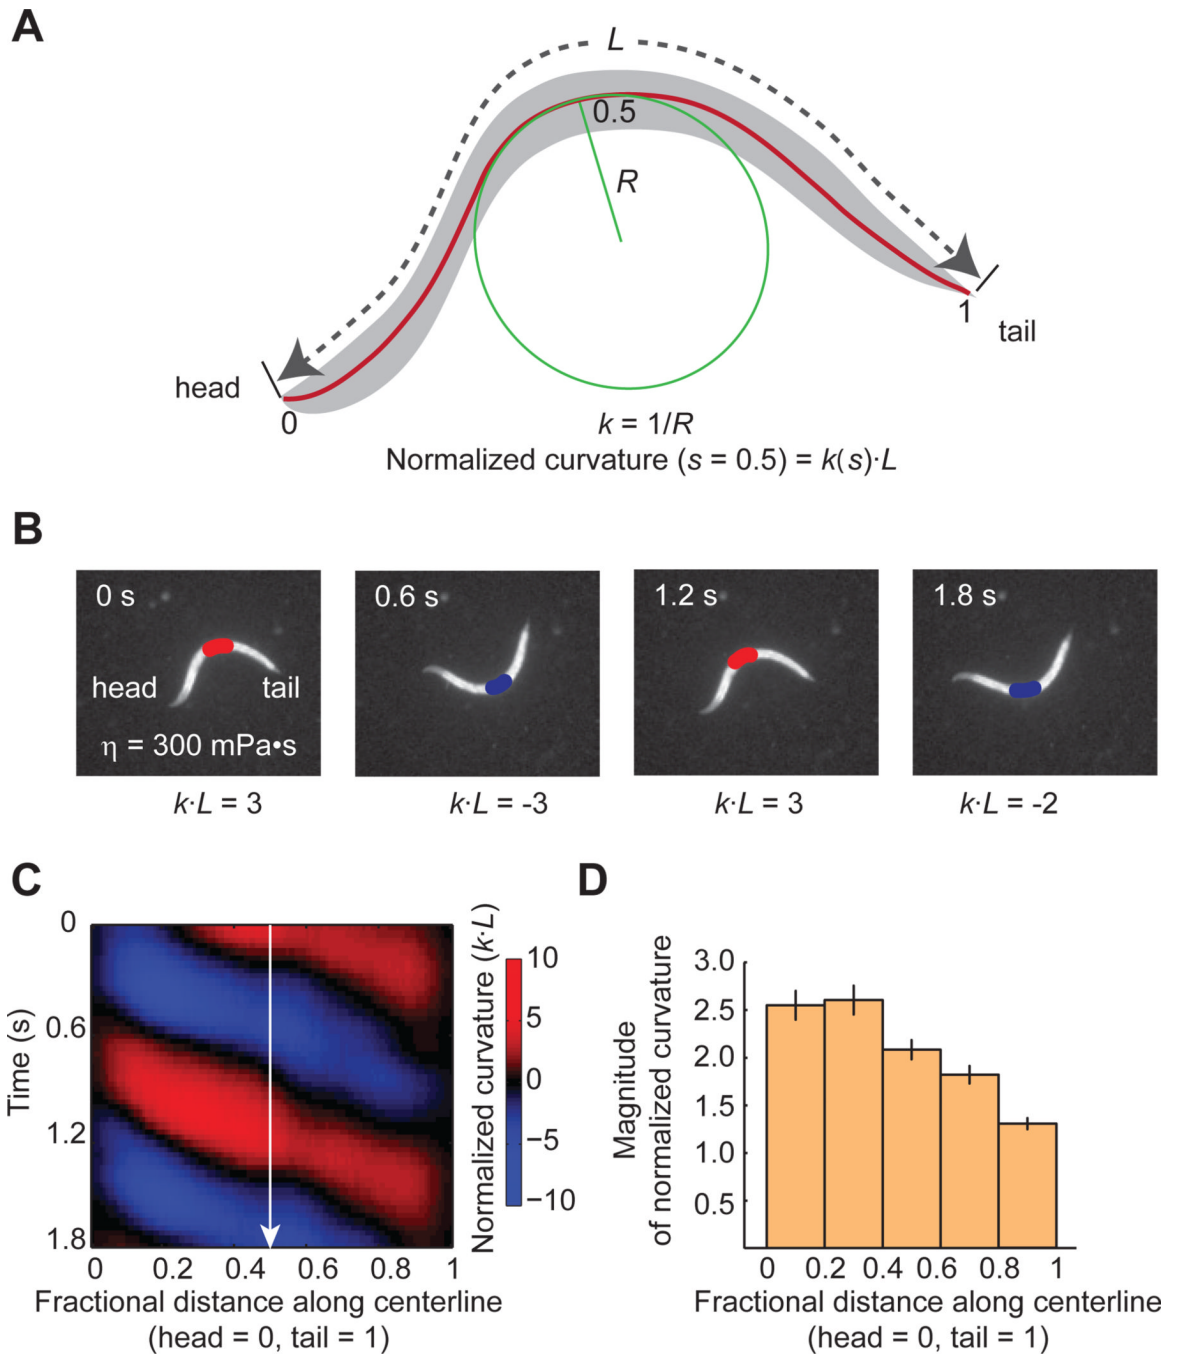 A
L
0.5
R
1
tail
head
0
k = 1/R
Normalized curvature (s = 0.5) = k(s)·L
B
0 s
0.6 s
1.2 s
1.8 s
head
tail
η = 300 mPa•s
k·L = 3
k·L = -3
k·L = 3
k·L = -2
C
Time (s)
0
0.6
1.2
1.8
0 0.2 0.4 0.6 0.8 1
Fractional distance along centerline
(head = 0, tail = 1)
Normalized curvature (k·L)
10
5
0
−5
−10
D
Magnitude
of normalized curvature
3.0
2.5
2.0
1.5
1.0
0.5
0 0.2 0.4 0.6 0.8 1
Fractional distance along centerline
(head = 0, tail = 1)